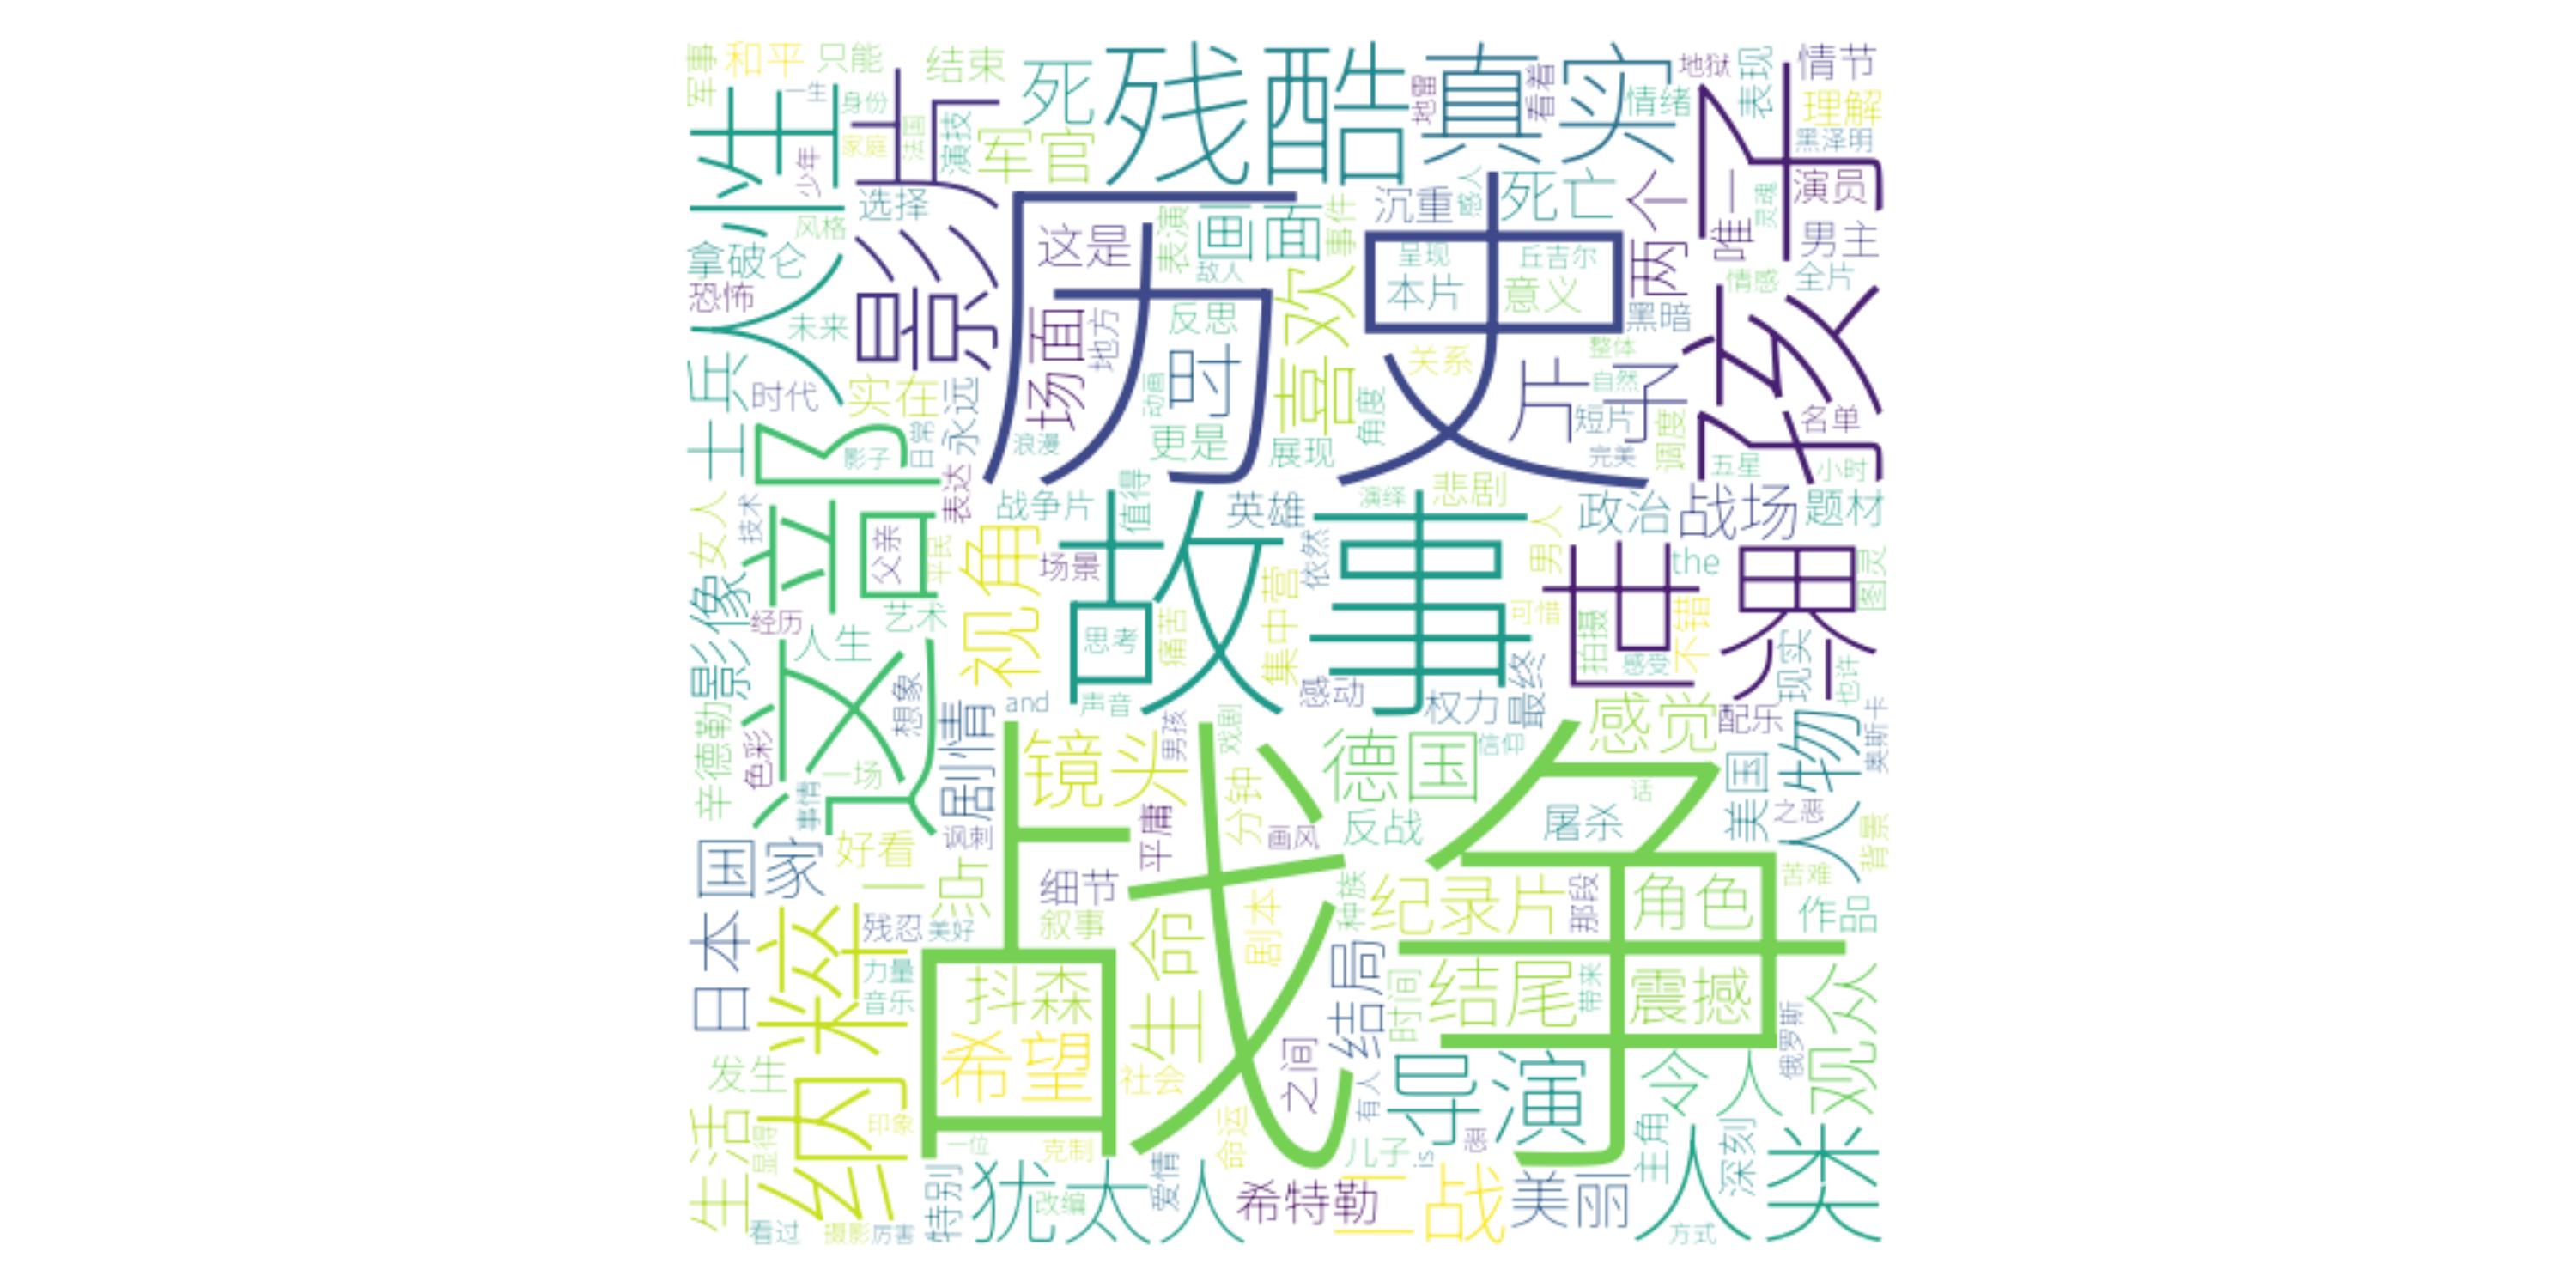 军事
和平
只能
结束
死
残酷
真实
地雷
看着
地狱
表现
情节
情绪
理解
黑泽明
人性
一生
身份
家庭
少年
法国
演技
军官
上
影
选择
风格
拿破仑
恐怖
未来
历史
这是
表演
画面
事件
敌人
沉重
感人
死亡
两个
唯一
灵魂
演员
男主
孩子
情感
全片
黑暗
呈现
本片
丘吉尔
意义
喜欢
反思
场面
地方
时
动画
更是
浪漫
展现
角度
关系
片子
整体
自然
短片
完美
调度
名单
五星
小时
士兵
时代
实在
永远
日常
影子
这部
表达
战争片
值得
英雄
演绎
悲剧
男人
政治
战场
题材
女人
技术
父亲
平民
视角
场景
故事
思考
痛苦
集中营
依然
世界
the
图灵
可惜
拍摄
不错
感受
现实
也许
影像
经历
艺术
人生
想象
剧情
and
声音
感动
权力
最终
感觉
配乐
人物
奥斯卡
辛德勒
色彩
一场
事情
镜头
男孩
戏剧
德国
信仰
美国
之恶
背景
国家
好看
讽刺
平庸
分钟
画风
反战
屠杀
话
战争
一点
细节
叙事
生命
剧本
种族
纪录片
那段
角色
苦难
作品
日本
纳粹
残忍
美好
力量
音乐
抖森
希望
社会
结局
时间
结尾
带来
震撼
俄罗斯
观众
发生
生活
显得
印象
一位
克制
命运
之间
有人
导演
令人
儿子
is
恶
主角
深刻
人类
看过
摄影
厉害
特别
犹太人
改编
爱情
希特勒
二战
美丽
方式